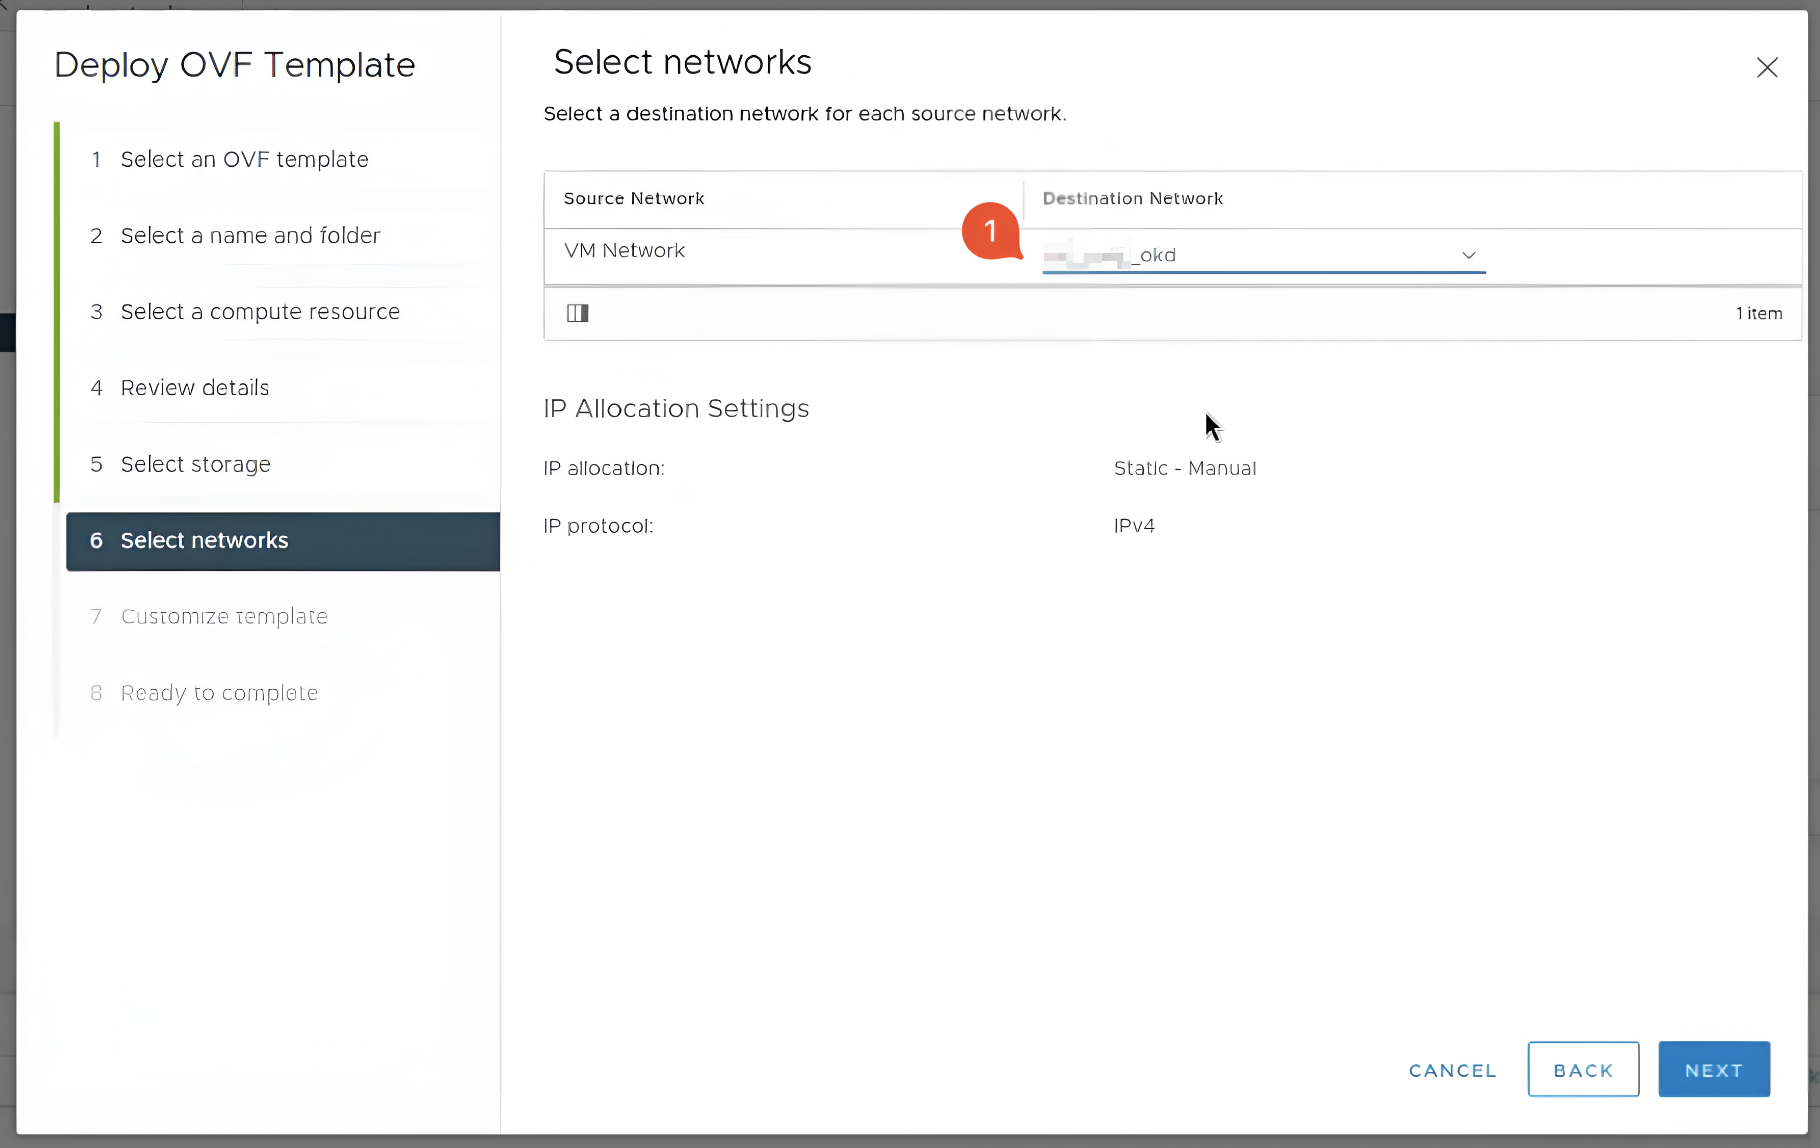 Deploy OVF Template
1 Select an OVF template
2 Select a name and folder
3 Select a compute resource
4 Review details
5 Select storage
6 Select networks
7 Customize template
8 Ready to complete
Select networks
Select a destination network for each source network.
Source Network Destination Network
1
VM Network _okd
1 item
IP Allocation Settings
IP allocation: Static - Manual
IP protocol: IPv4
CANCEL BACK NEXT